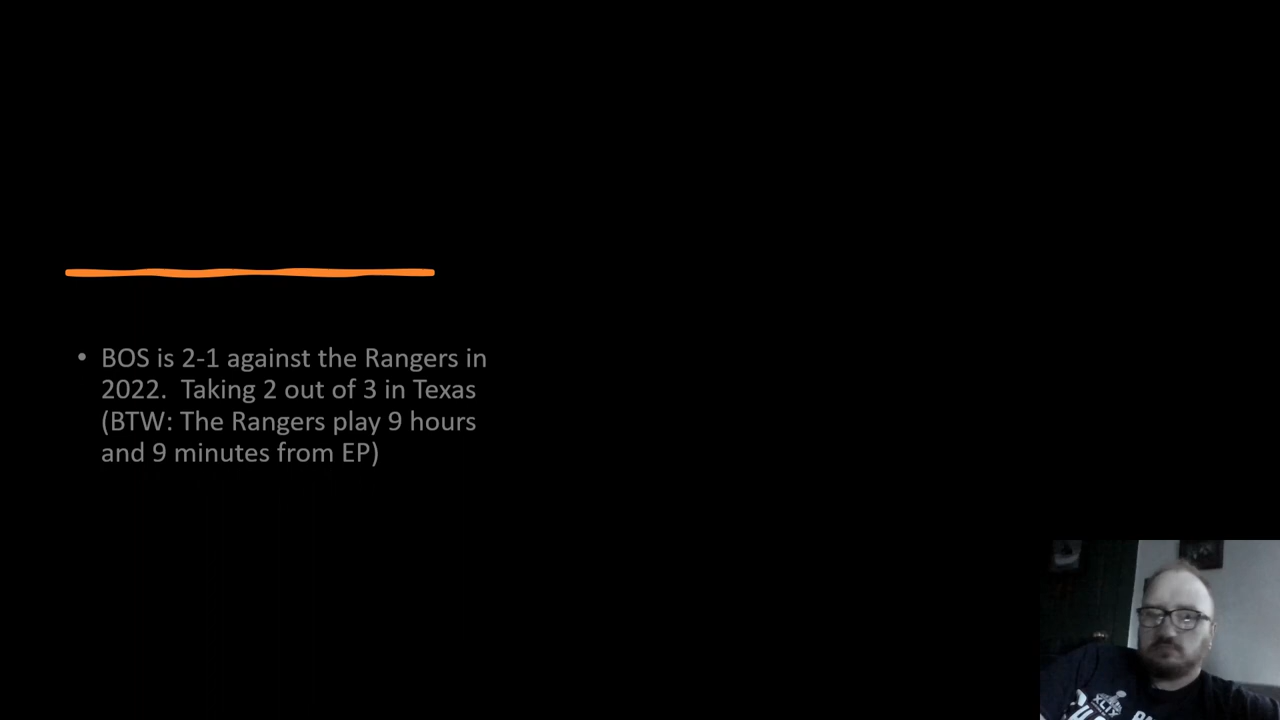 • BOS is 2-1 against the Rangers in
2022.  Taking 2 out of 3 in Texas
(BTW: The Rangers play 9 hours
and 9 minutes from EP)
XLIX